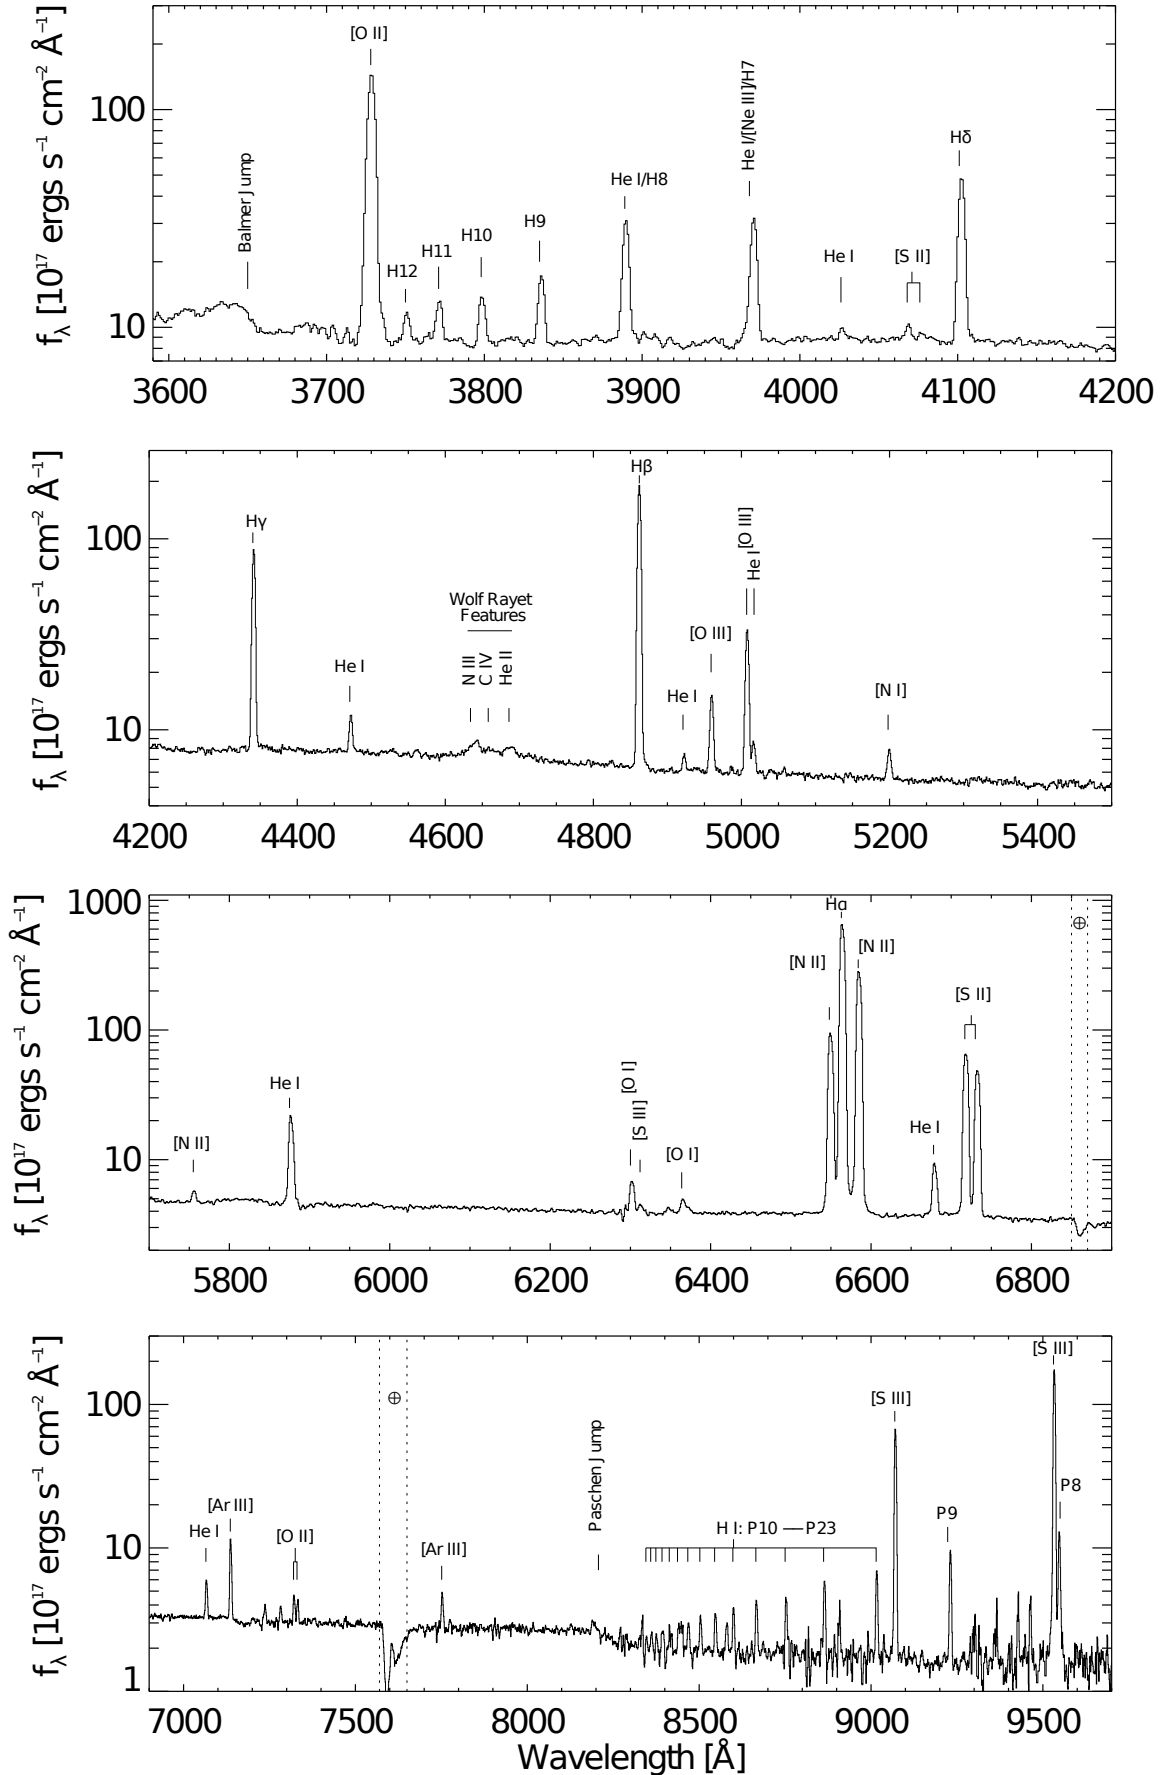 f_λ [10^17 ergs s^−1 cm^−2 Å^−1]
100
10
[O II]
Balmer Jump
H12
H11
H10
H9
He I/H8
He I/[Ne III]/H7
He I
[S II]
Hδ
3600 3700 3800 3900 4000 4100 4200
f_λ [10^17 ergs s^−1 cm^−2 Å^−1]
100
10
Hγ
He I
Wolf Rayet
Features
N III
C IV
He II
Hβ
He I
[O III]
[O III]
He I
[N I]
4200 4400 4600 4800 5000 5200 5400
f_λ [10^17 ergs s^−1 cm^−2 Å^−1]
1000
100
10
[N II]
He I
[O I]
[S III]
[O I]
[N II]
Hα
[N II]
He I
[S II]
⊕
5800 6000 6200 6400 6600 6800
f_λ [10^17 ergs s^−1 cm^−2 Å^−1]
100
10
1
He I
[Ar III]
[O II]
⊕
[Ar III]
Paschen Jump
H I: P10 — P23
[S III]
P9
[S III]
P8
7000 7500 8000 8500 9000 9500
Wavelength [Å]